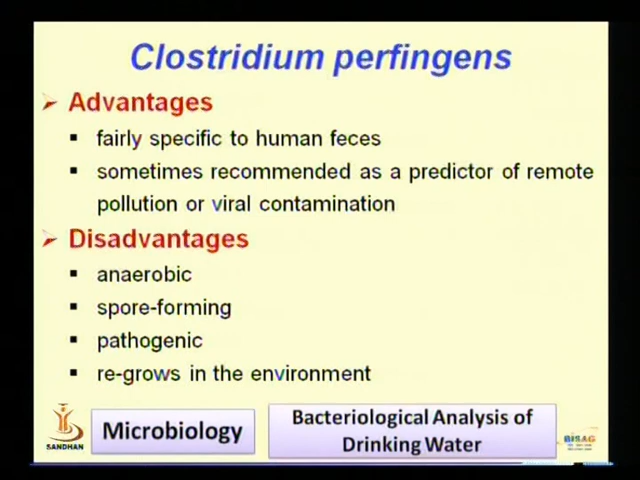 Clostridium perfingens
Advantages
fairly specific to human feces
sometimes recommended as a predictor of remote
pollution or viral contamination
Disadvantages
anaerobic
spore-forming
pathogenic
re-grows in the environment
SANDHAN
Microbiology
Bacteriological Analysis of
Drinking Water
BISAG